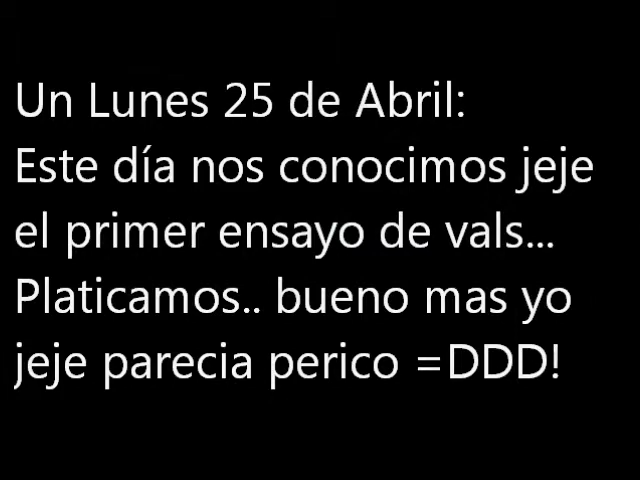 Un Lunes 25 de Abril:
Este día nos conocimos jeje
el primer ensayo de vals...
Platicamos.. bueno mas yo
jeje parecia perico =DDD!